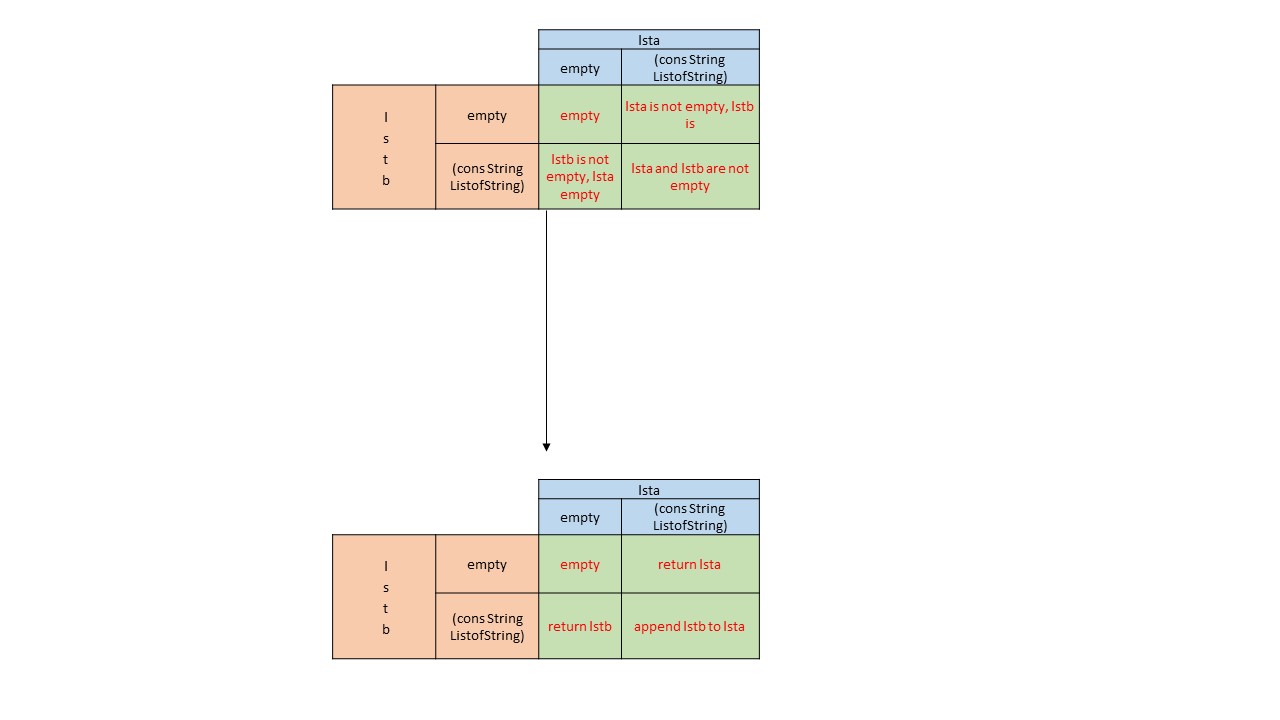 lsta
empty
(cons String
ListofString)
l
s
t
b
empty
empty
lsta is not empty, lstb
is
(cons String
ListofString)
lstb is not
empty, lsta
empty
lsta and lstb are not
empty
lsta
empty
(cons String
ListofString)
l
s
t
b
empty
empty
return lsta
(cons String
ListofString)
return lstb
append lstb to lsta